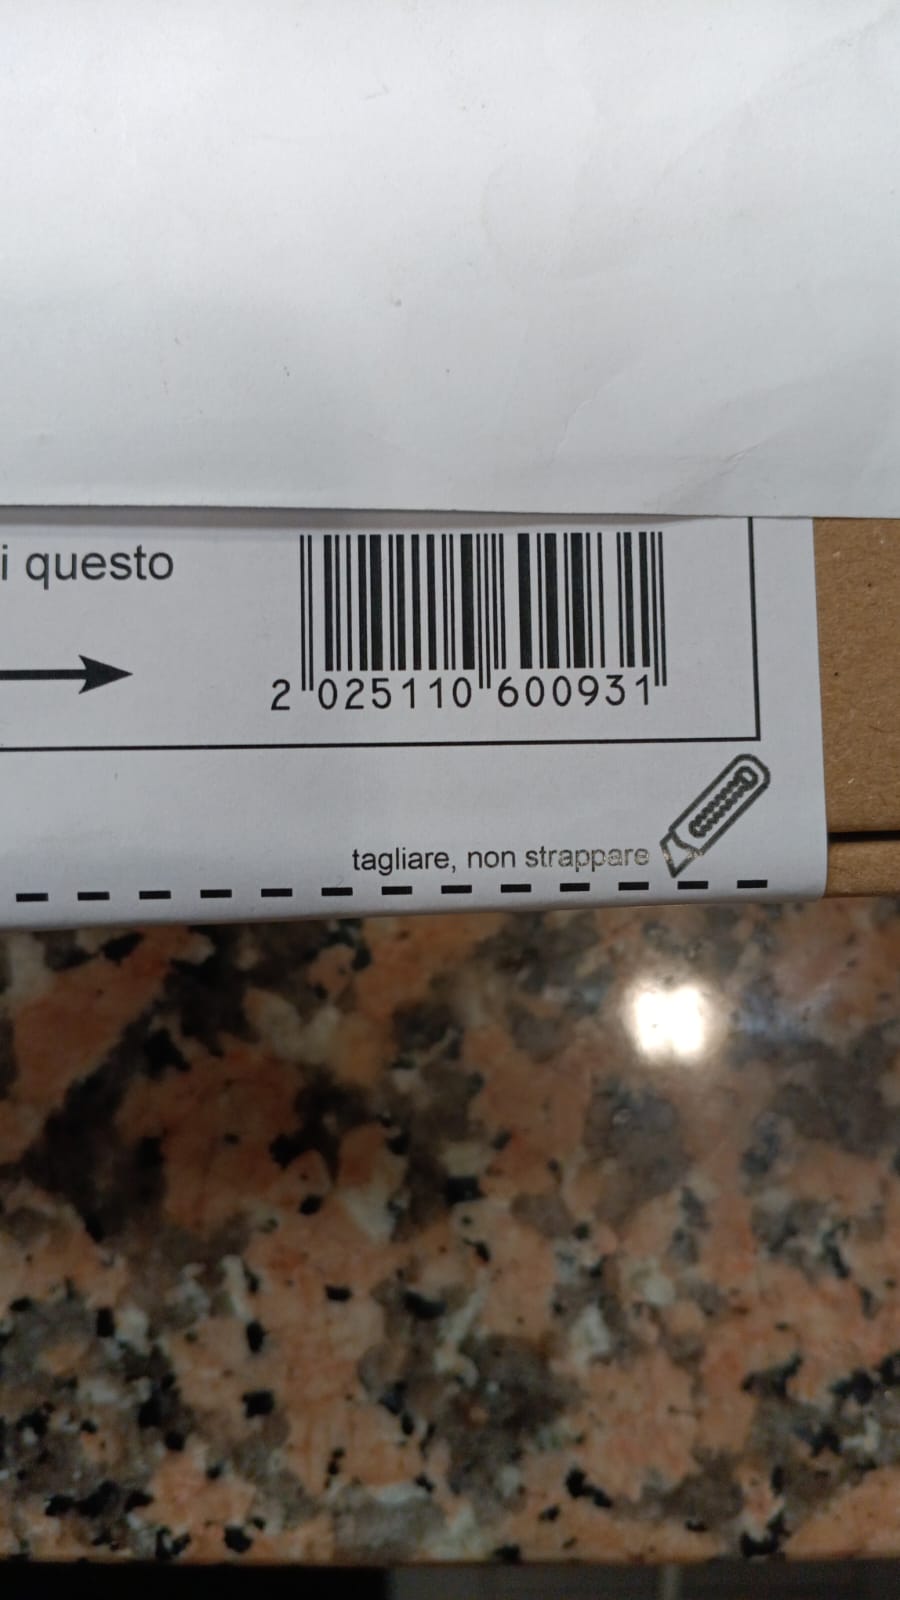 i questo
2 025110 600931
tagliare, non strappare